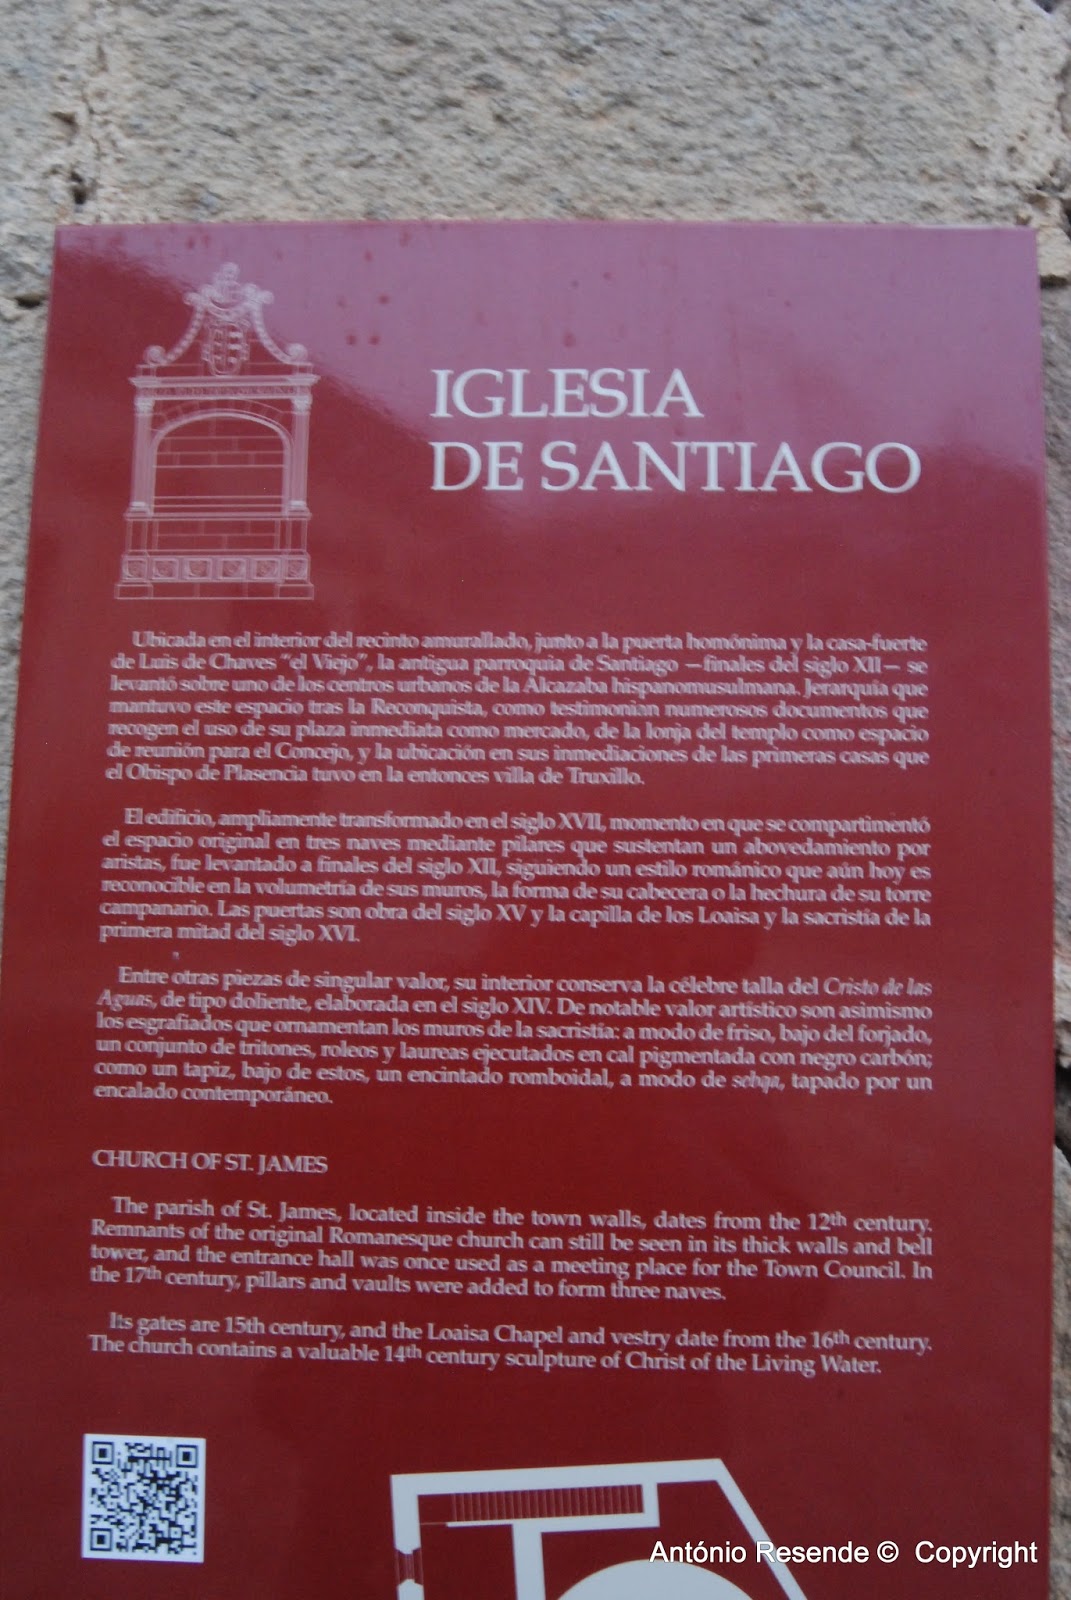 IGLESIA
DE SANTIAGO
Ubicada en el interior del recinto amurallado, junto a la puerta homónima y la casa-fuerte
de Luis de Chaves "el Viejo", la antigua parroquia de Santiago —finales del siglo XII— se
levantó sobre uno de los centros urbanos de la Alcazaba hispanomusulmana. Jerarquía que
mantuvo este espacio tras la Reconquista, como testimonian numerosos documentos que
recogen el uso de su plaza inmediata como mercado, de la lonja del templo como espacio
de reunión para el Concejo, y la ubicación en sus inmediaciones de las primeras casas que
el Obispo de Plasencia tuvo en la entonces villa de Truxillo.
El edificio, ampliamente transformado en el siglo XVII, momento en que se compartimentó
el espacio original en tres naves mediante pilares que sustentan un abovedamiento por
aristas, fue levantado a finales del siglo XII, siguiendo un estilo románico que aún hoy es
reconocible en la volumetría de sus muros, la forma de su cabecera o la hechura de su torre
campanario. Las puertas son obra del siglo XV y la capilla de los Loaisa y la sacristía de la
primera mitad del siglo XVI.
Entre otras piezas de singular valor, su interior conserva la célebre talla del Cristo de las
Aguas, de tipo doliente, elaborada en el siglo XIV. De notable valor artístico son asimismo
los esgrafiados que ornamentan los muros de la sacristía: a modo de friso, bajo del forjado,
un conjunto de tritones, roleos y laureas ejecutados en cal pigmentada con negro carbón;
como un tapiz, bajo de estos, un encintado romboidal, a modo de sebqa, tapado por un
encalado contemporáneo.
CHURCH OF ST. JAMES
The parish of St. James, located inside the town walls, dates from the 12th century.
Remnants of the original Romanesque church can still be seen in its thick walls and bell
tower, and the entrance hall was once used as a meeting place for the Town Council. In
the 17th century, pillars and vaults were added to form three naves.
Its gates are 15th century, and the Loaisa Chapel and vestry date from the 16th century.
The church contains a valuable 14th century sculpture of Christ of the Living Water.
António Resende © Copyright